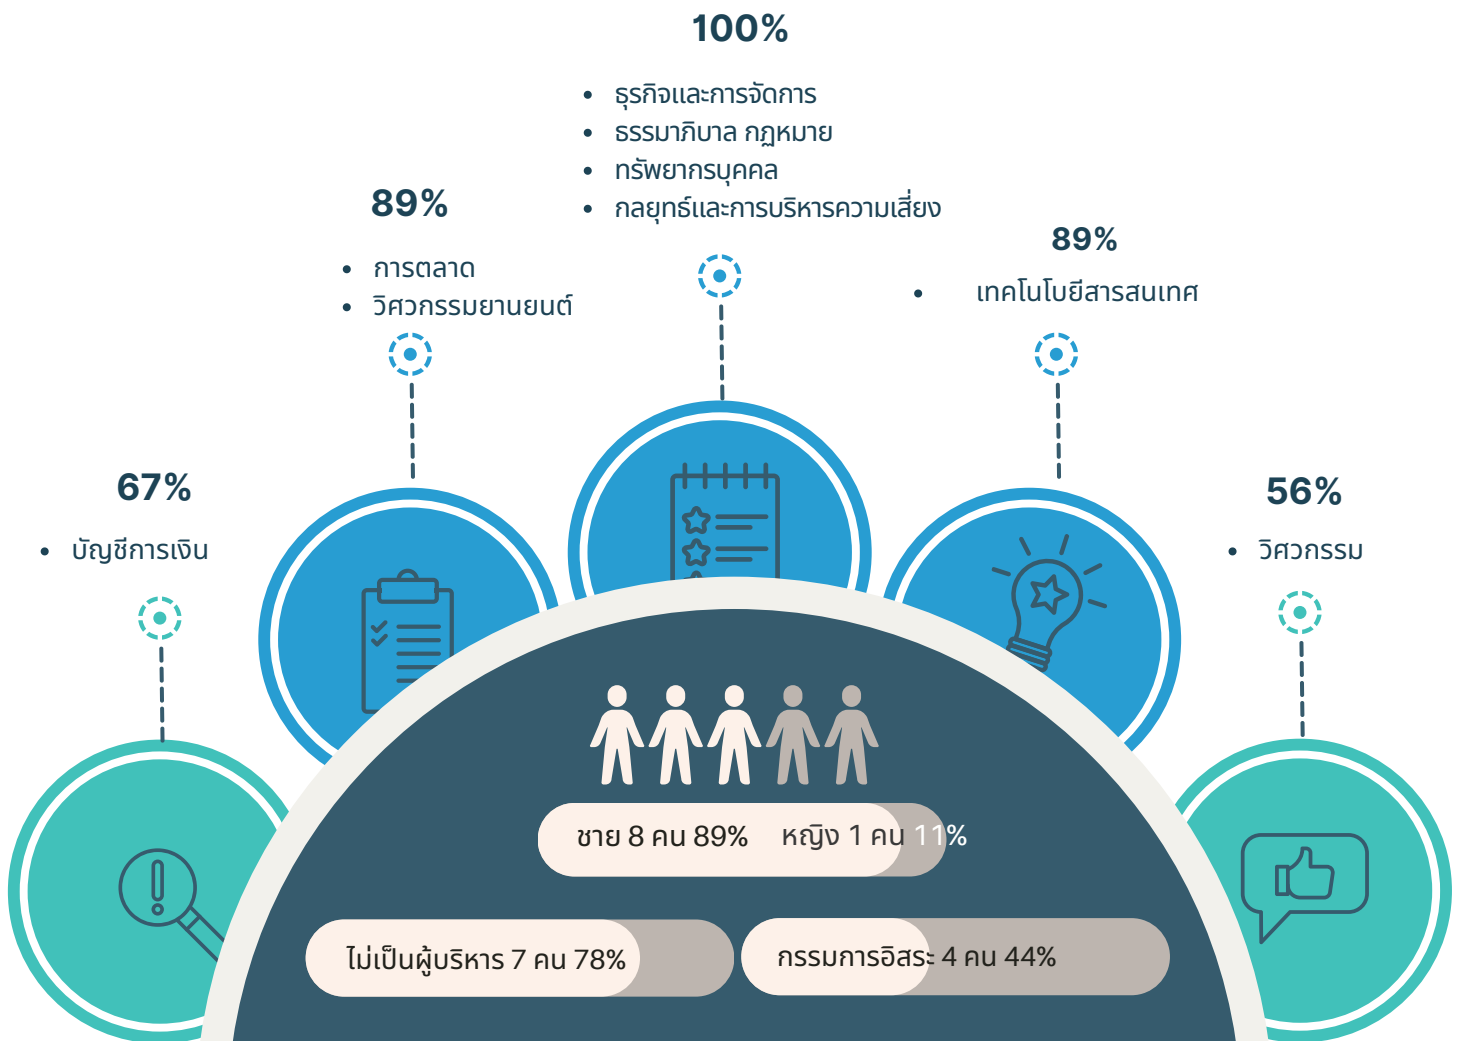 100%
• ธุรกิจและการจัดการ
• ธรรมาภิบาล กฎหมาย
• ทรัพยากรบุคคล
• กลยุทธ์และการบริหารความเสี่ยง
89%
• การตลาด
• วิศวกรรมยานยนต์
89%
• เทคโนโบยีสารสนเทศ
67%
• บัญชีการเงิน
56%
• วิศวกรรม
ชาย 8 คน 89% หญิง 1 คน 11%
ไม่เป็นผู้บริหาร 7 คน 78%
กรรมการอิสระ 4 คน 44%